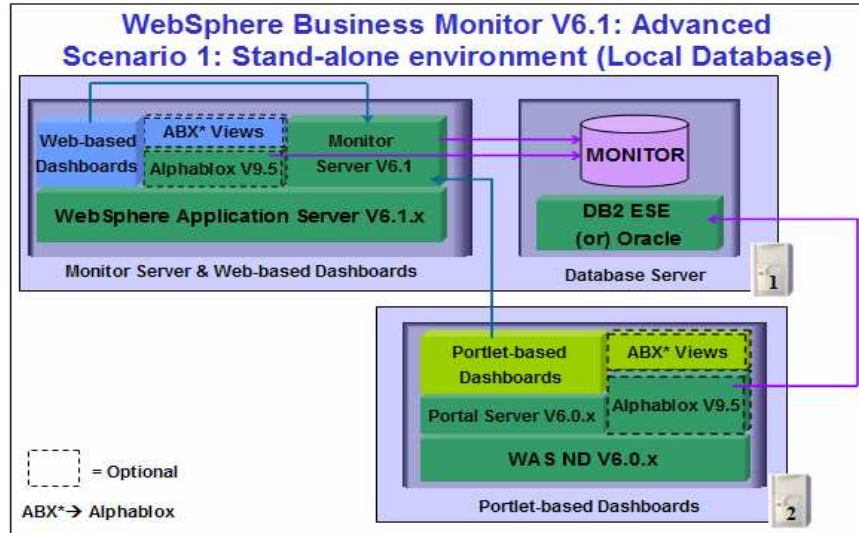 WebSphere Business Monitor V6.1: Advanced
Scenario 1: Stand-alone environment (Local Database)
Web-based
Dashboards
ABX* Views
Alphablox V9.5
Monitor
Server V6.1
WebSphere Application Server V6.1.x
Monitor Server & Web-based Dashboards
MONITOR
DB2 ESE
(or) Oracle
Database Server
1
Portlet-based
Dashboards
ABX* Views
Portal Server V6.0.x
Alphablox V9.5
WAS ND V6.0.x
Portlet-based Dashboards
2
= Optional
ABX*→ Alphablox